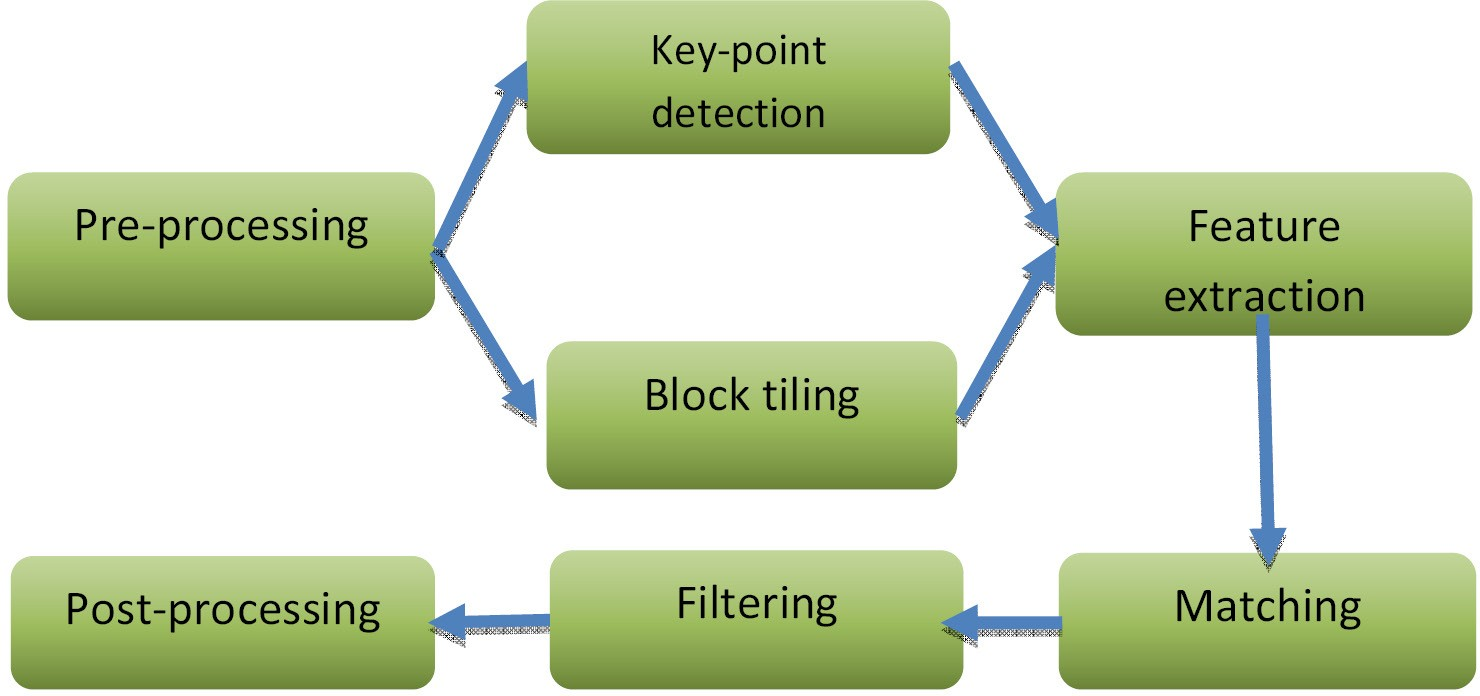 Key-point
detection
Pre-processing
Feature
extraction
Block tiling
Post-processing
Filtering
Matching